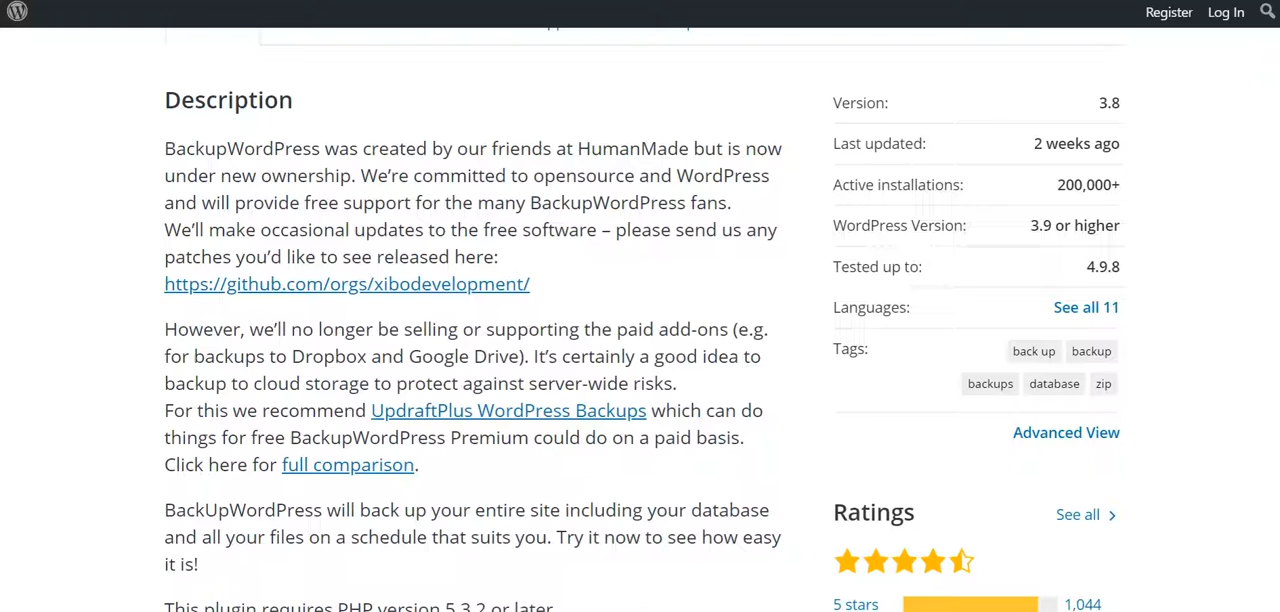 Register Log In
Description
BackupWordPress was created by our friends at HumanMade but is now
under new ownership. We’re committed to opensource and WordPress
and will provide free support for the many BackupWordPress fans.
We’ll make occasional updates to the free software – please send us any
patches you’d like to see released here:
https://github.com/orgs/xibodevelopment/
However, we’ll no longer be selling or supporting the paid add-ons (e.g.
for backups to Dropbox and Google Drive). It’s certainly a good idea to
backup to cloud storage to protect against server-wide risks.
For this we recommend UpdraftPlus WordPress Backups which can do
things for free BackupWordPress Premium could do on a paid basis.
Click here for full comparison.
BackUpWordPress will back up your entire site including your database
and all your files on a schedule that suits you. Try it now to see how easy
it is!
This plugin requires PHP version 5.3.2 or later
Version: 3.8
Last updated: 2 weeks ago
Active installations: 200,000+
WordPress Version: 3.9 or higher
Tested up to: 4.9.8
Languages: See all 11
Tags: back up backup
backups database zip
Advanced View
Ratings See all
5 stars 1,044